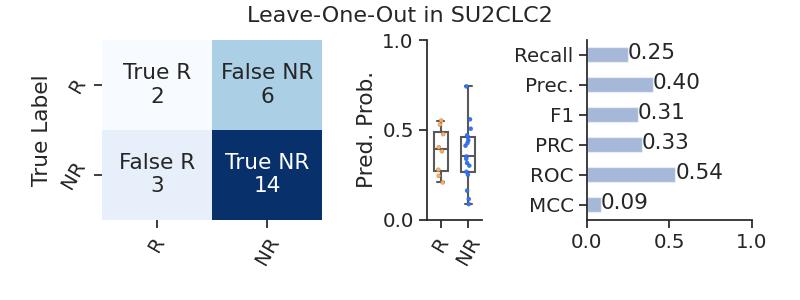 Leave-One-Out in SU2CLC2
True Label
R
NR
True R
2
False NR
6
False R
3
True NR
14
R
NR
Pred. Prob.
1.0
0.5
0.0
R
NR
Recall
0.25
Prec.
0.40
F1
0.31
PRC
0.33
ROC
0.54
MCC
0.09
0.0
0.5
1.0